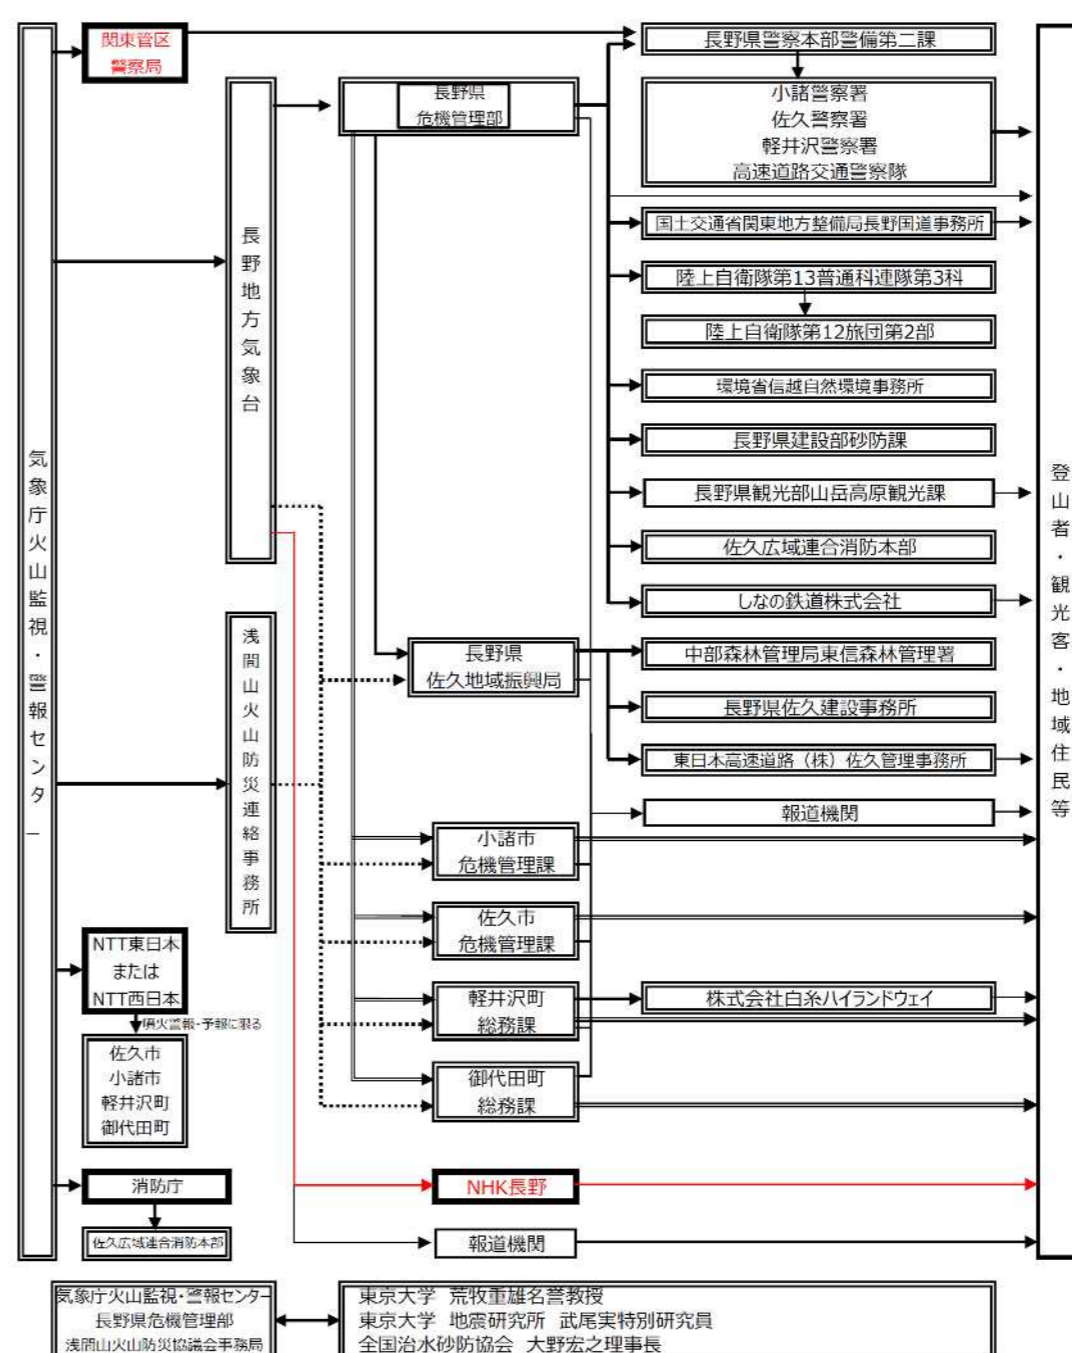 関東管区
警察局
長野県警察本部警備第二課
長野県
危機管理部
小諸警察署
佐久警察署
軽井沢警察署
高速道路交通警察隊
国土交通省関東地方整備局長野国道事務所
長野地方気象台
陸上自衛隊第13普通科連隊第3科
陸上自衛隊第12旅団第2部
環境省信越自然環境事務所
長野県建設部砂防課
気象庁火山監視・警報センター
登山者・観光客・地域住民等
長野県観光部山岳高原観光課
佐久広域連合消防本部
しなの鉄道株式会社
浅間山火山防災連絡事務所
長野県
佐久地域振興局
中部森林管理局東信森林管理署
長野県佐久建設事務所
東日本高速道路（株）佐久管理事務所
報道機関
小諸市
危機管理課
佐久市
危機管理課
NTT東日本
または
NTT西日本
噴火警報・予報に限る
軽井沢町
総務課
株式会社白糸ハイランドウェイ
佐久市
小諸市
軽井沢町
御代田町
御代田町
総務課
消防庁
NHK長野
佐久広域連合消防本部
報道機関
気象庁火山監視・警報センター
長野県危機管理部
浅間山火山防災協議会事務局
東京大学 荒牧重雄名誉教授
東京大学 地震研究所 武尾実特別研究員
全国治水砂防協会 大野宏之理事長